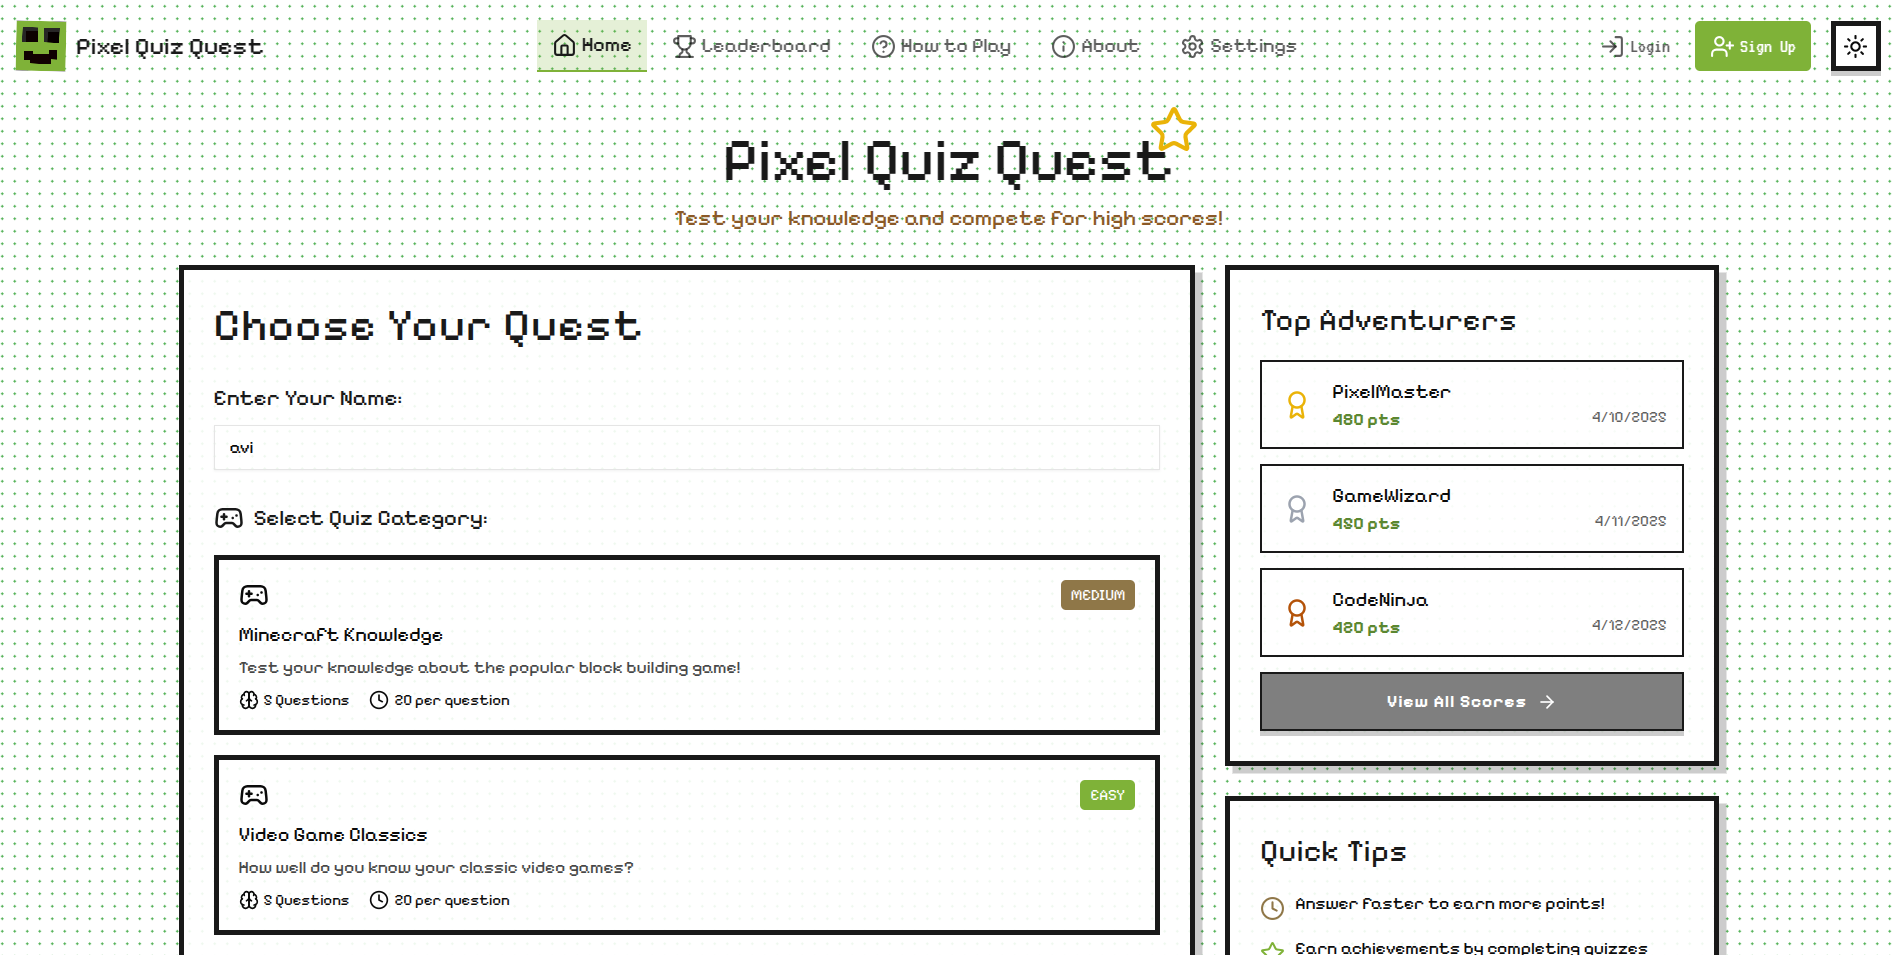 Pixel Quiz Quest
Home
Leaderboard
How to Play
About
Settings
Login
Sign Up
Pixel Quiz Quest
Test your knowledge and compete for high scores!
Choose Your Quest
Enter Your Name:
avi
Select Quiz Category:
MEDIUM
Minecraft Knowledge
Test your knowledge about the popular block building game!
5 Questions 20 per question
EASY
Video Game Classics
How well do you know your classic video games?
5 Questions 20 per question
Top Adventurers
PixelMaster
480 pts 4/10/2025
GameWizard
450 pts 4/11/2025
CodeNinja
420 pts 4/12/2025
View All Scores
Quick Tips
Answer faster to earn more points!
Earn achievements by completing quizzes